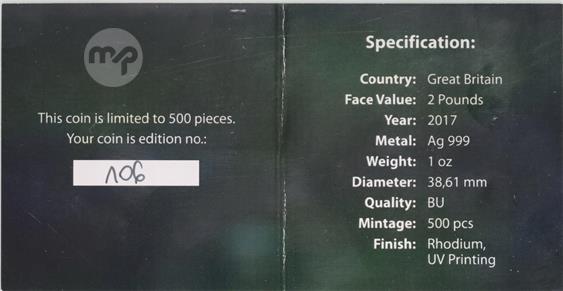 mp
This coin is limited to 500 pieces.
Your coin is edition no.:
106
Specification:
Country: Great Britain
Face Value: 2 Pounds
Year: 2017
Metal: Ag 999
Weight: 1 oz
Diameter: 38,61 mm
Quality: BU
Mintage: 500 pcs
Finish: Rhodium,
UV Printing